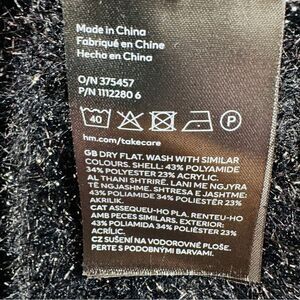 Made in China
Fabriqué en Chine
Hecho en China
O/N 375457
P/N 1112280 6
40
P
hm.com/takecare
GB DRY FLAT. WASH WITH SIMILAR
COLOURS. SHELL: 43% POLYAMIDE
34% POLYESTER 23% ACRYLIC.
AL THANI SHTRIRË. LANI ME NGJYRA
TË NGJASHME. SHTRESA E JASHTME:
43% POLIAMIDE 34% POLIESTËR 23%
AKRILIK.
CAT ASSEQUEU-HO PLA. RENTEU-HO
AMB PECES SIMILARS. EXTERIOR:
43% POLIAMIDA 34% POLIÈSTER 23%
ACRÍLIC.
CZ SUŠENÍ NA VODOROVNÉ PLOŠE.
PERTE S PODOBNÝMI BARVAMI.